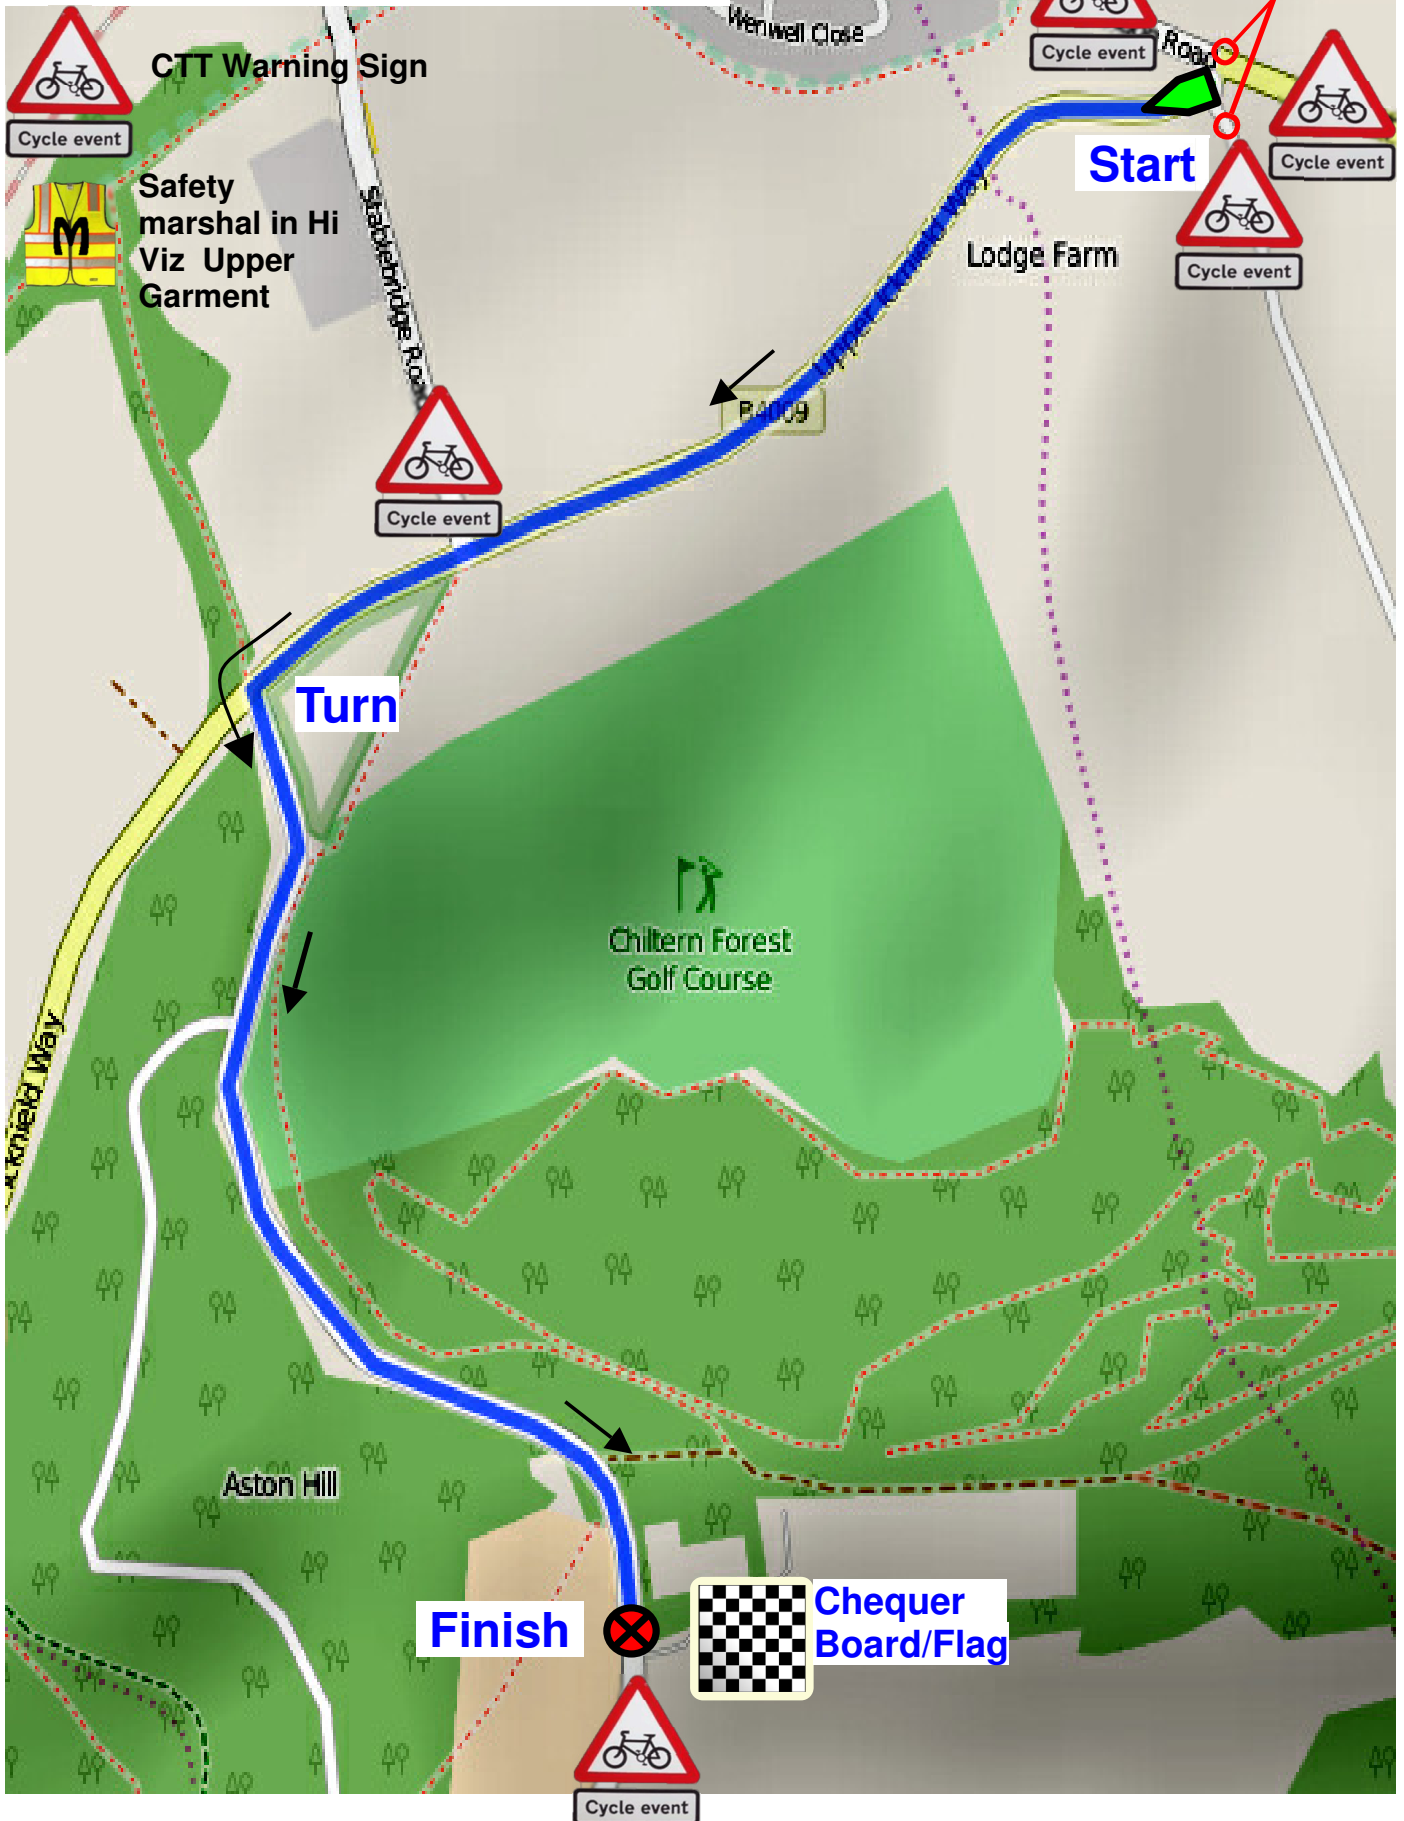 Wenwell Close
Cycle event
Road
CTT Warning Sign
Cycle event
Cycle event
Start
Safety
marshal in Hi
Viz Upper
Garment
M
Cycle event
Stablebridge Road
Upper Icknield Way
Lodge Farm
B4009
Cycle event
Turn
Chiltern Forest
Golf Course
Icknield Way
Aston Hill
Finish
Chequer
Board/Flag
Cycle event